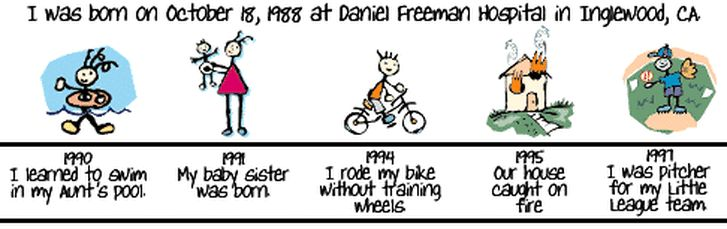 I was born on October 18, 1988 at Daniel Freeman Hospital in Inglewood, CA.
1990
I learned to swim
in my Aunt's pool.
1991
My baby sister
was born.
1994
I rode my bike
without training
wheels.
1995
Our house
caught on
fire
1997
I was pitcher
for my Little
League team.